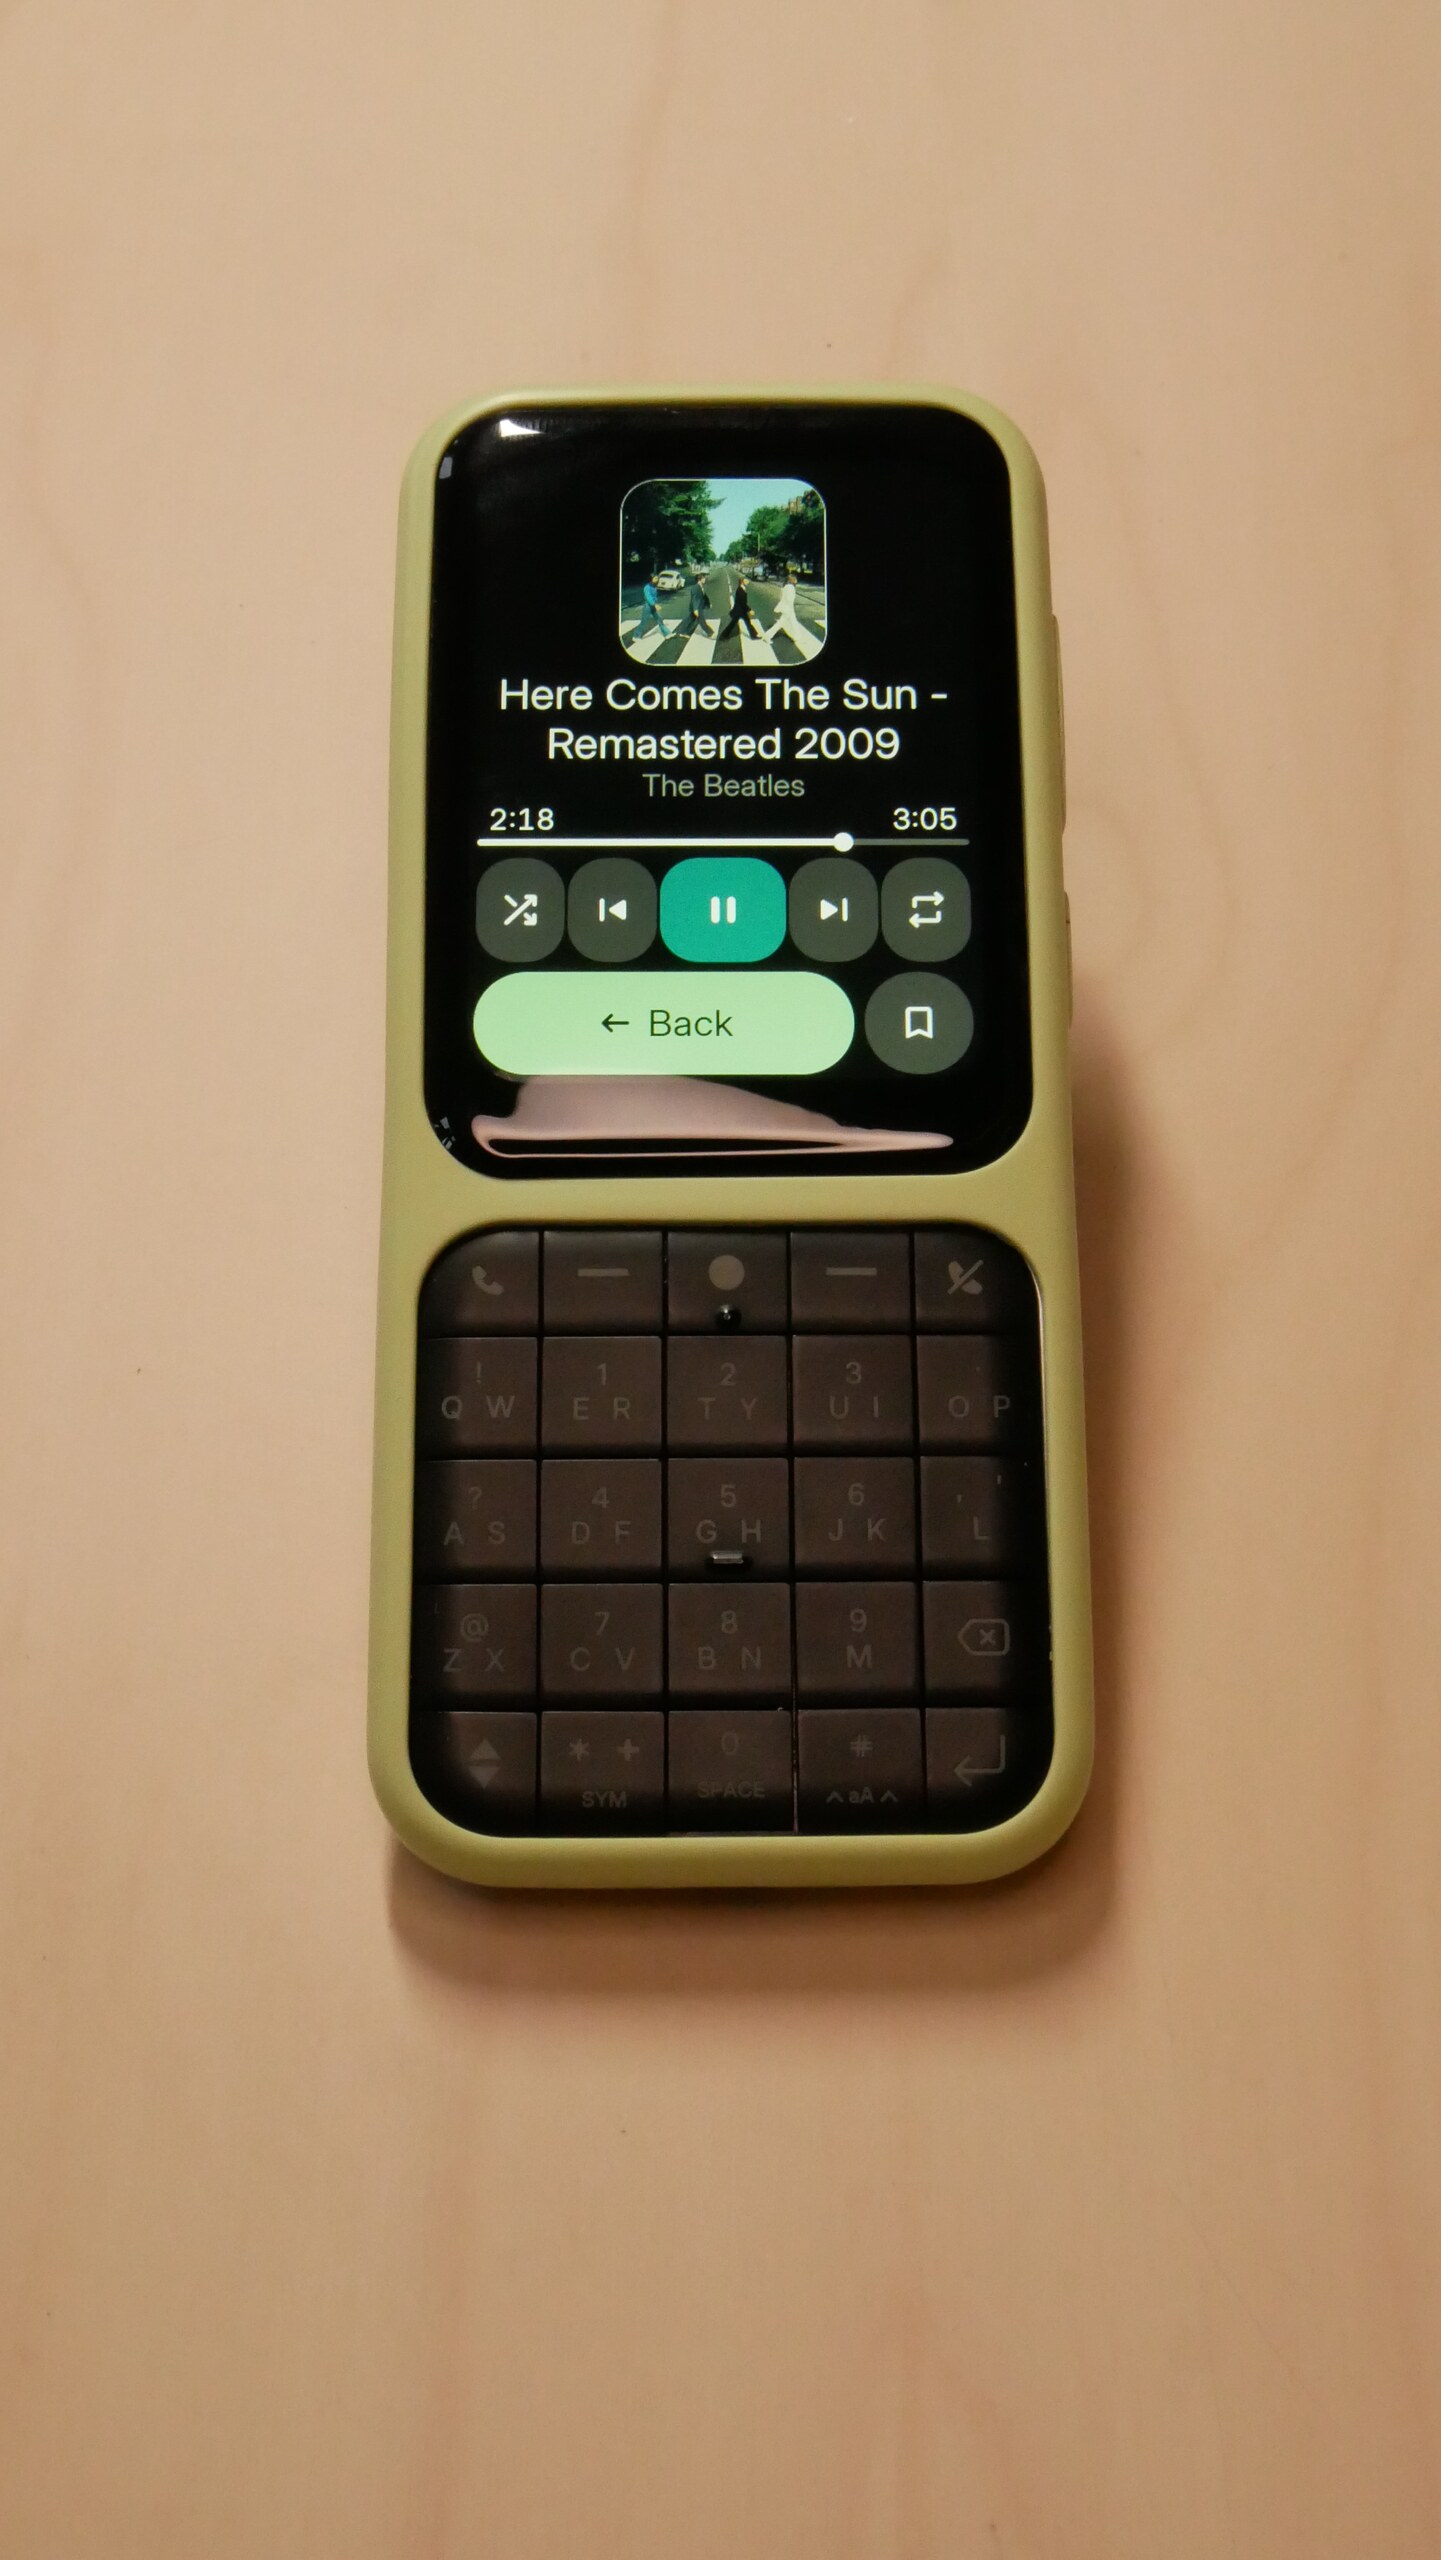 Here Comes The Sun -
Remastered 2009
The Beatles
2:18 3:05
← Back
! 1 2 3
Q W E R T Y U I O P
? 4 5 6 , '
A S D F G H J K L
@ 7 8 9
Z X C V B N M
* + 0 #
SYM SPACE ^ aA ^